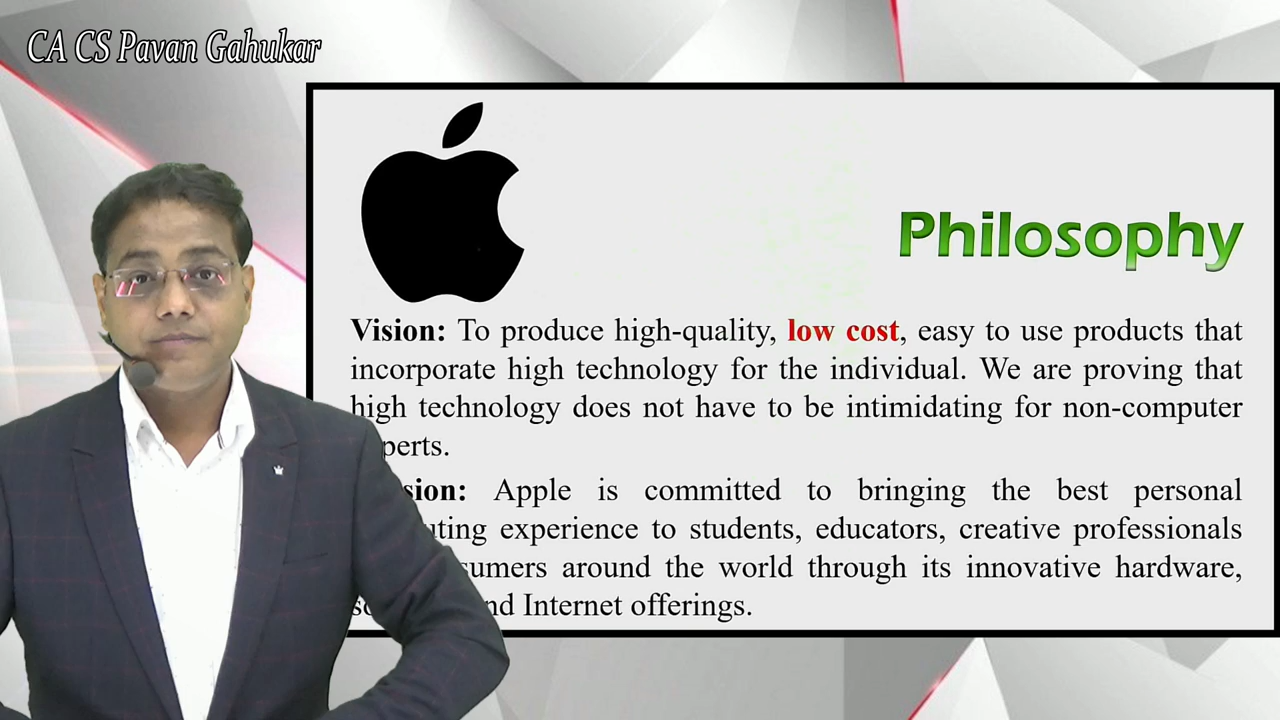 CA CS Pavan Gahukar
Philosophy
Vision: To produce high-quality, low cost, easy to use products that
incorporate high technology for the individual. We are proving that
high technology does not have to be intimidating for non-computer
perts.
sion: Apple is committed to bringing the best personal
uting experience to students, educators, creative professionals
sumers around the world through its innovative hardware,
nd Internet offerings.